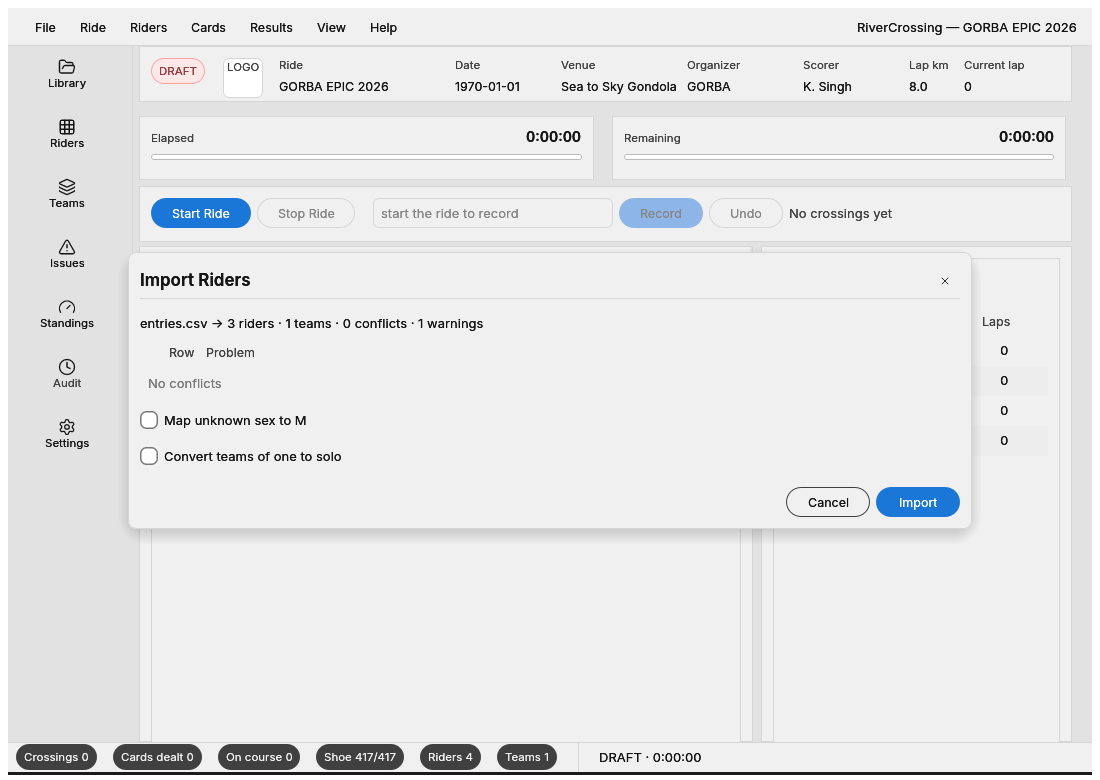 File Ride Riders Cards Results View Help RiverCrossing — GORBA EPIC 2026
Library
Riders
Teams
Issues
Standings
Audit
Settings
DRAFT LOGO Ride Date Venue Organizer Scorer Lap km Current lap
GORBA EPIC 2026 1970-01-01 Sea to Sky Gondola GORBA K. Singh 8.0 0
Elapsed 0:00:00 Remaining 0:00:00
Start Ride Stop Ride start the ride to record Record Undo No crossings yet
Laps
0
0
0
0
Import Riders ×
entries.csv → 3 riders · 1 teams · 0 conflicts · 1 warnings
Row Problem
No conflicts
Map unknown sex to M
Convert teams of one to solo
Cancel Import
Crossings 0 Cards dealt 0 On course 0 Shoe 417/417 Riders 4 Teams 1 DRAFT · 0:00:00